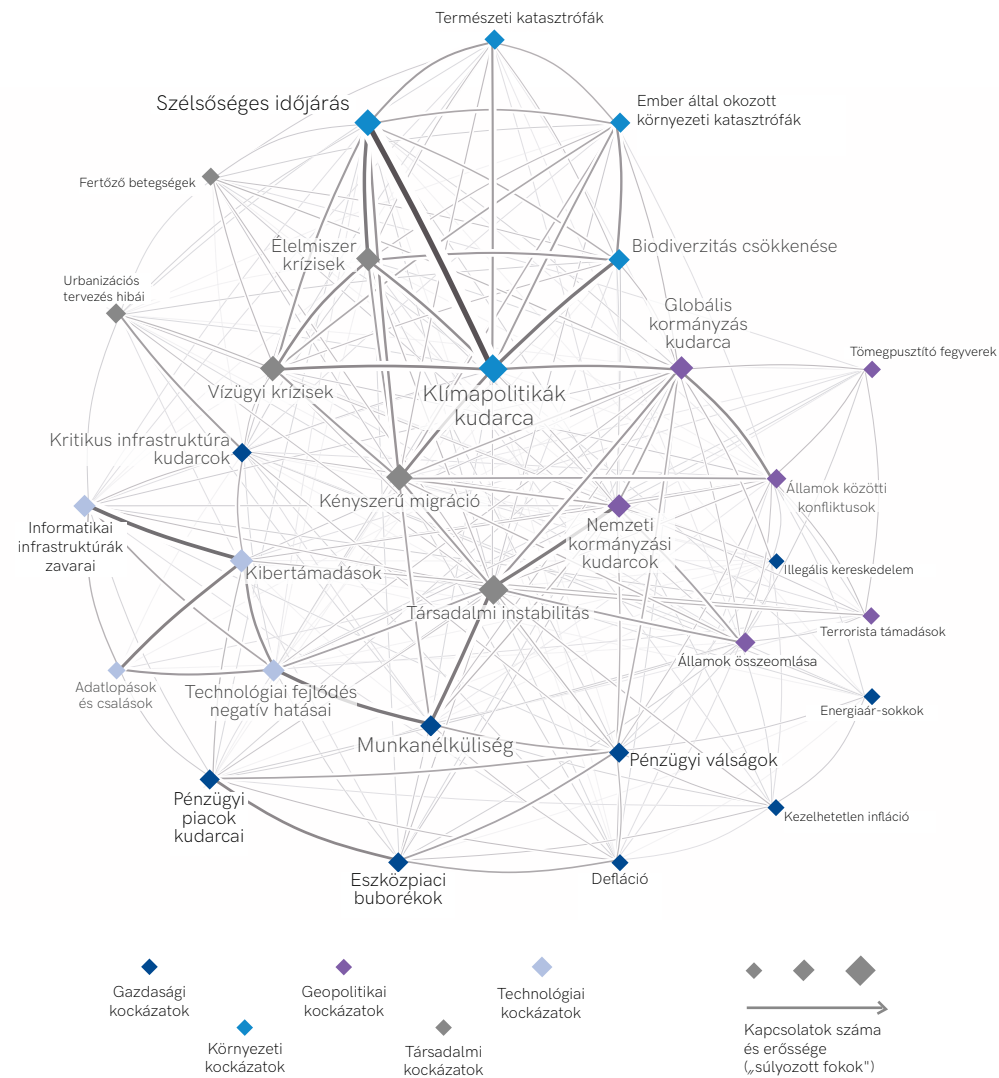 Természeti katasztrófák
Szélsőséges időjárás
Ember által okozott
környezeti katasztrófák
Fertőző betegségek
Élelmiszer
krízisek
Biodiverzitás csökkenése
Urbanizációs
tervezés hibái
Globális
kormányzás
kudarca
Tömegpusztító fegyverek
Vízügyi krízisek
Klímapolitikák
kudarca
Kritikus infrastruktúra
kudarcok
Kényszerű migráció
Államok közötti
konfliktusok
Informatikai
infrastruktúrák
zavarai
Nemzeti
kormányzási
kudarcok
Kibertámadások
Illegális kereskedelem
Társadalmi instabilitás
Terrorista támadások
Államok összeomlása
Adatlopások
és csalások
Technológiai fejlődés
negatív hatásai
Energiaár-sokkok
Munkanélküliség
Pénzügyi válságok
Pénzügyi
piacok
kudarcai
Kezelhetetlen infláció
Eszközpiaci
buborékok
Defláció
Gazdasági
kockázatok
Geopolitikai
kockázatok
Technológiai
kockázatok
Környezeti
kockázatok
Társadalmi
kockázatok
Kapcsolatok száma
és erőssége
(„súlyozott fokok")